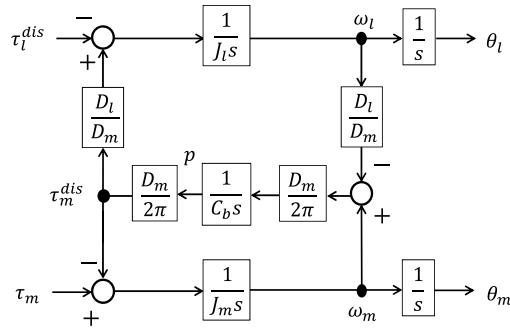 τ_l^{dis} − + 1/(J_l s) ω_l 1/s θ_l
D_l/D_m D_l/D_m
τ_m^{dis} D_m/2π p 1/(C_b s) D_m/2π − +
τ_m − + 1/(J_m s) ω_m 1/s θ_m